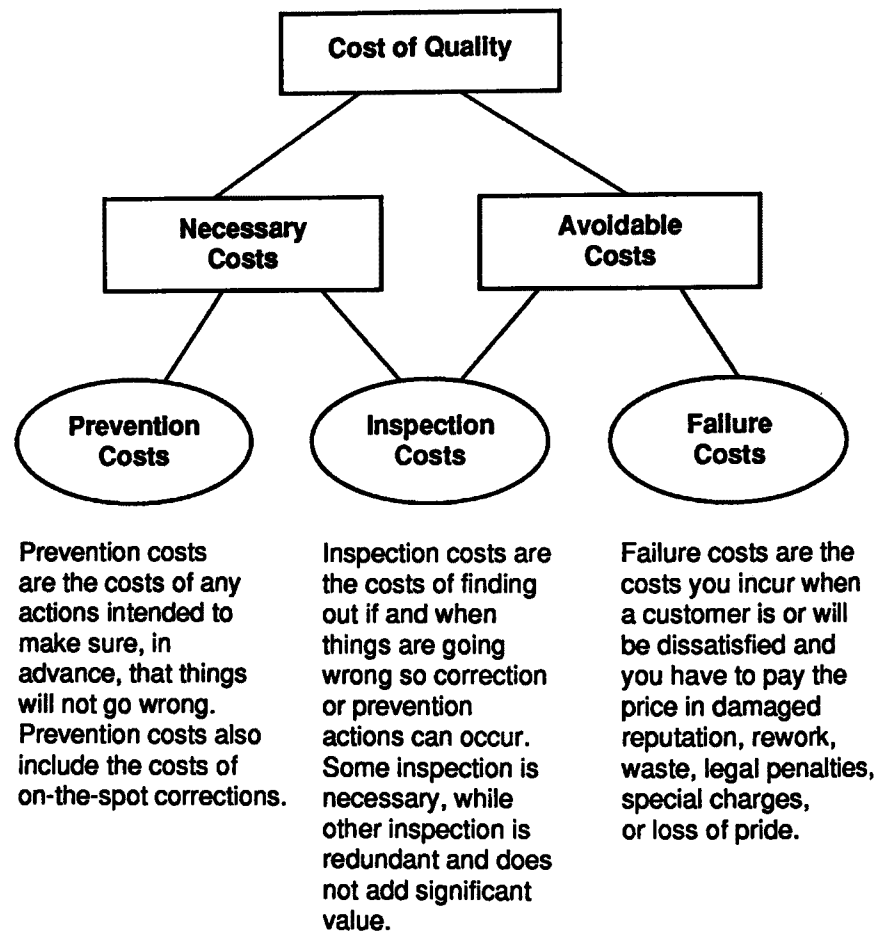 Cost of Quality
Necessary
Costs
Avoidable
Costs
Prevention
Costs
Inspection
Costs
Failure
Costs
Prevention costs
are the costs of any
actions intended to
make sure, in
advance, that things
will not go wrong.
Prevention costs also
include the costs of
on-the-spot corrections.
Inspection costs are
the costs of finding
out if and when
things are going
wrong so correction
or prevention
actions can occur.
Some inspection is
necessary, while
other inspection is
redundant and does
not add significant
value.
Failure costs are the
costs you incur when
a customer is or will
be dissatisfied and
you have to pay the
price in damaged
reputation, rework,
waste, legal penalties,
special charges,
or loss of pride.